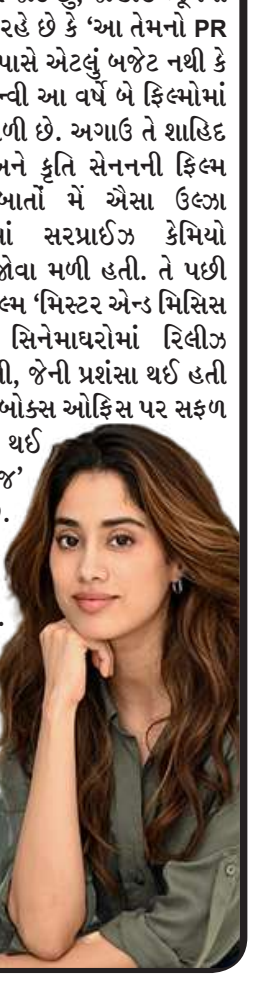 રહે છે કે ‘આ તેમનો PR
પાસે એટલું બજેટ નથી કે
ન્વી આ વર્ષે બે ફિલ્મોમાં
ળી છે. અગાઉ તે શાહિદ
અને કૃતિ સેનનની ફિલ્મ
બાતોં મેં ઐસા ઉલ્ઝા
માં સરપ્રાઈઝ કેમિયો
જોવા મળી હતી. તે પછી
લ્મ ‘મિસ્ટર એન્ડ મિસિસ
સિનેમાઘરોમાં રિલીઝ
ી, જેની પ્રશંસા થઈ હતી
બોક્સ ઓફિસ પર સફળ
થઈ
જ’